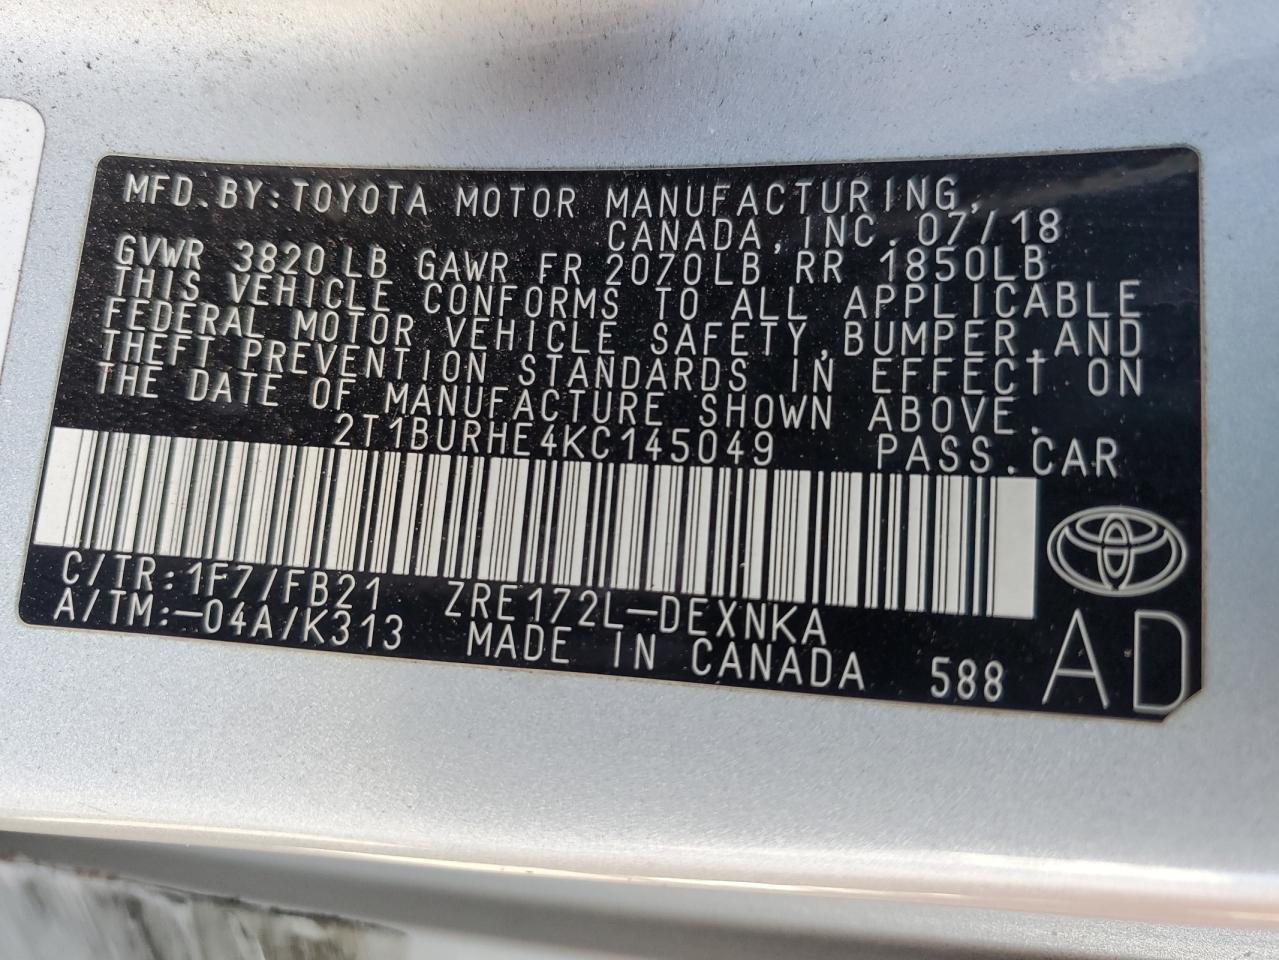 MFD.BY:TOYOTA MOTOR MANUFACTURING,
CANADA, INC. 07/18
GVWR 3820LB GAWR FR 2070LB RR 1850LB
THIS VEHICLE CONFORMS TO ALL APPLICABLE
FEDERAL MOTOR VEHICLE SAFETY,BUMPER,AND
THEFT PREVENTION STANDARDS IN EFFECT ON
THE DATE OF MANUFACTURE SHOWN ABOVE.
2T1BURHE4KC145049 PASS.CAR
C/TR:1F7/FB21 ZRE172L-DEXNKA
A/TM:-04A/K313 MADE IN CANADA 588 AD